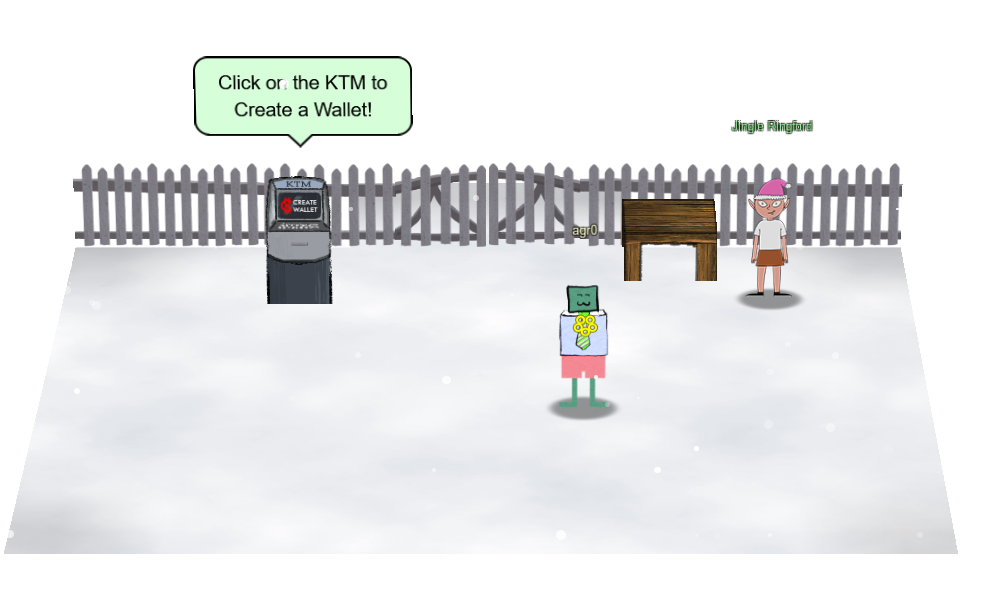 Click on the KTM to
Create a Wallet!
Jingle Ringford
KTM
CREATE
WALLET
agr0